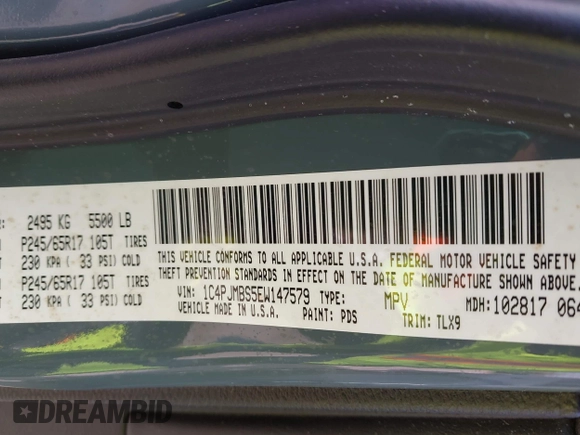 2495 KG 5500 LB
P245/65R17 105T TIRES
230 KPA ( 33 PSI) COLD
P245/65R17 105T TIRES
230 KPA ( 33 PSI) COLD
THIS VEHICLE CONFORMS TO ALL APPLICABLE U.S.A. FEDERAL MOTOR VEHICLE SAFETY
THEFT PREVENTION STANDARDS IN EFFECT ON THE DATE OF MANUFACTURE SHOWN ABOVE.
VIN: 1C4PJMBS5EW147579 TYPE: MPV MDH: 102817 064
VEHICLE MADE IN U.S.A. PAINT: PDS TRIM: TLX9
DREAMBID